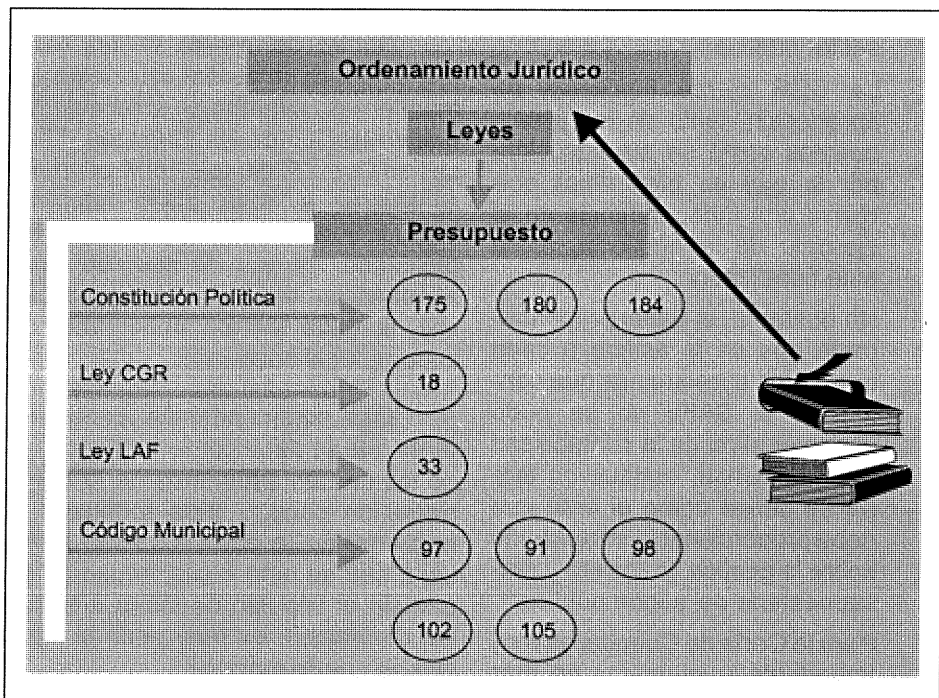 Ordenamiento Jurídico
Leyes
Presupuesto
Constitución Política 175 180 184
Ley CGR 18
Ley LAF 33
Código Municipal 97 91 98
102 105